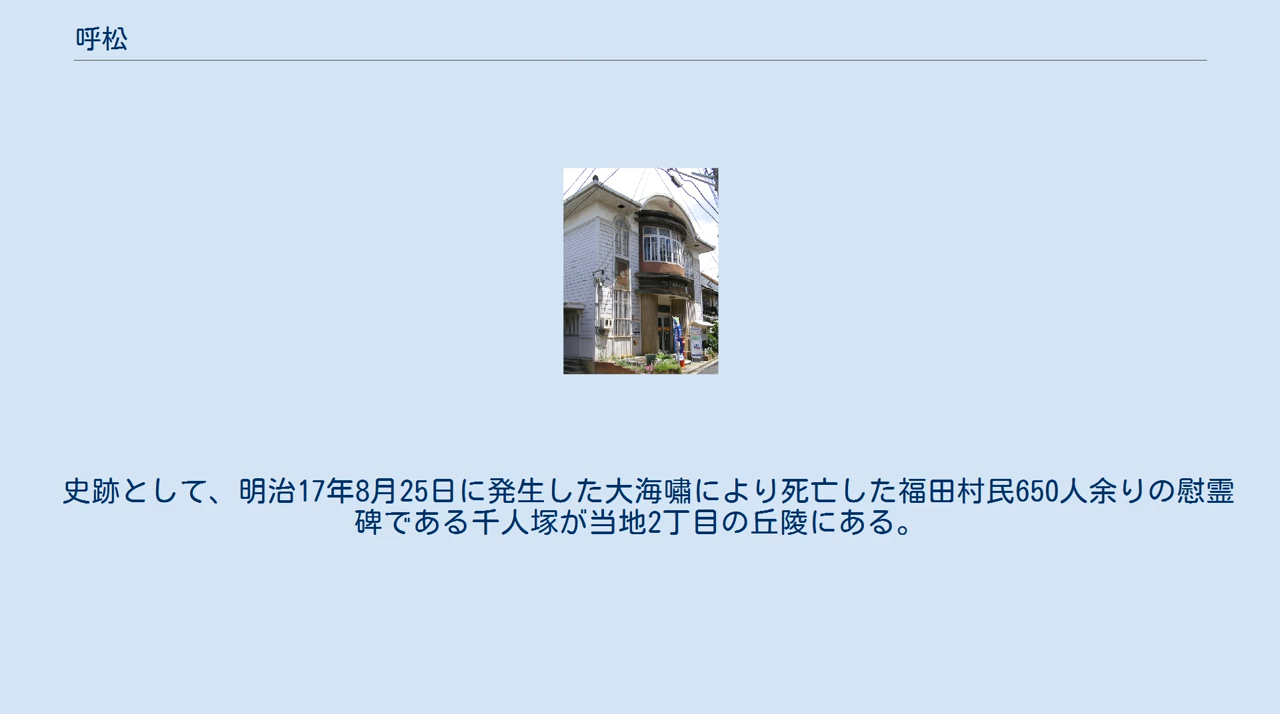 呼松
史跡として、明治17年8月25日に発生した大海嘯により死亡した福田村民650人余りの慰霊
碑である千人塚が当地2丁目の丘陵にある。